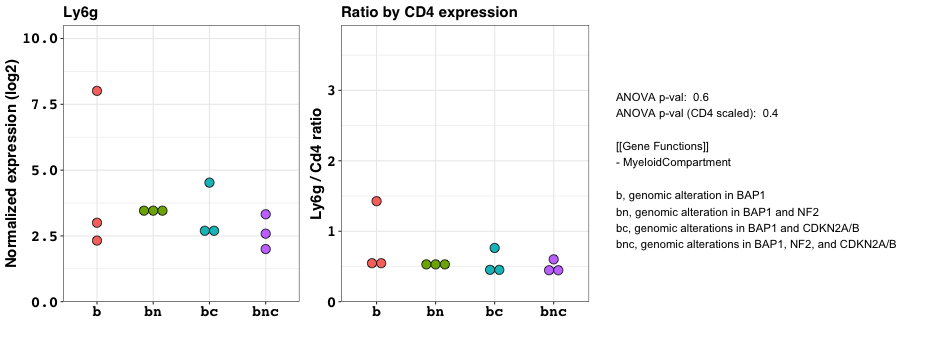 Ly6g
Normalized expression (log2)
10.0
7.5
5.0
2.5
0.0
b
bn
bc
bnc
Ratio by CD4 expression
Ly6g / Cd4 ratio
3
2
1
0
b
bn
bc
bnc
ANOVA p-val:  0.6
ANOVA p-val (CD4 scaled):  0.4
[[Gene Functions]]
- MyeloidCompartment
b, genomic alteration in BAP1
bn, genomic alteration in BAP1 and NF2
bc, genomic alterations in BAP1 and CDKN2A/B
bnc, genomic alterations in BAP1, NF2, and CDKN2A/B